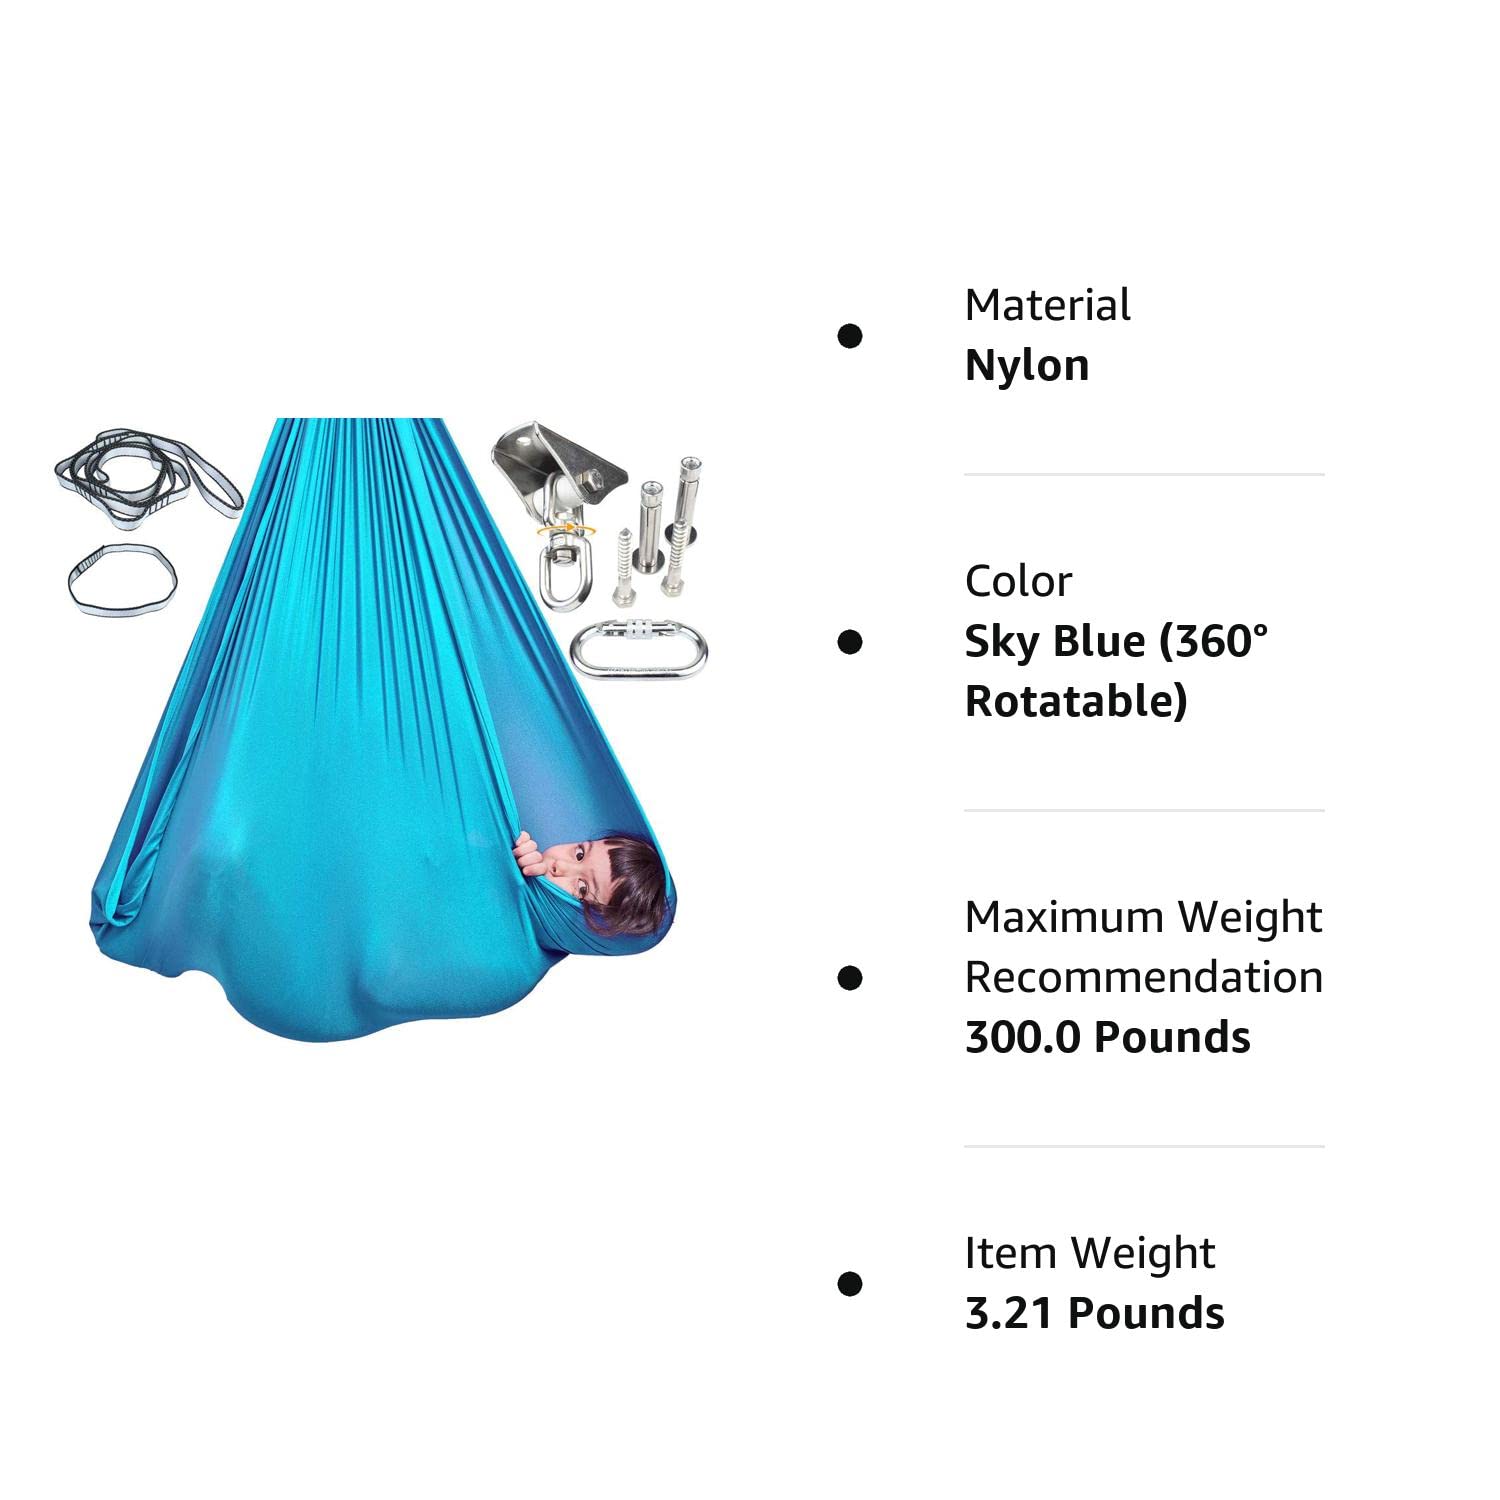 Material
Nylon
Color
Sky Blue (360°
Rotatable)
Maximum Weight
Recommendation
300.0 Pounds
Item Weight
3.21 Pounds